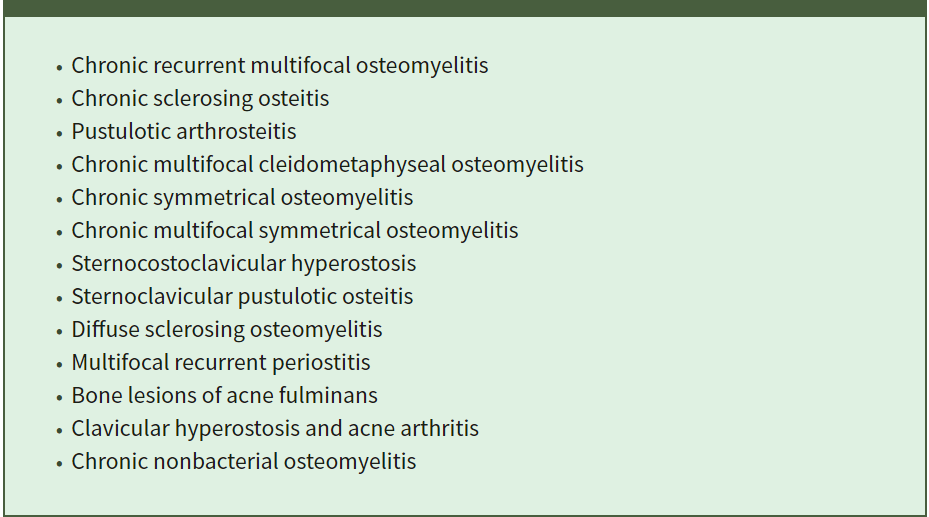 • Chronic recurrent multifocal osteomyelitis
• Chronic sclerosing osteitis
• Pustulotic arthrosteitis
• Chronic multifocal cleidometaphyseal osteomyelitis
• Chronic symmetrical osteomyelitis
• Chronic multifocal symmetrical osteomyelitis
• Sternocostoclavicular hyperostosis
• Sternoclavicular pustulotic osteitis
• Diffuse sclerosing osteomyelitis
• Multifocal recurrent periostitis
• Bone lesions of acne fulminans
• Clavicular hyperostosis and acne arthritis
• Chronic nonbacterial osteomyelitis